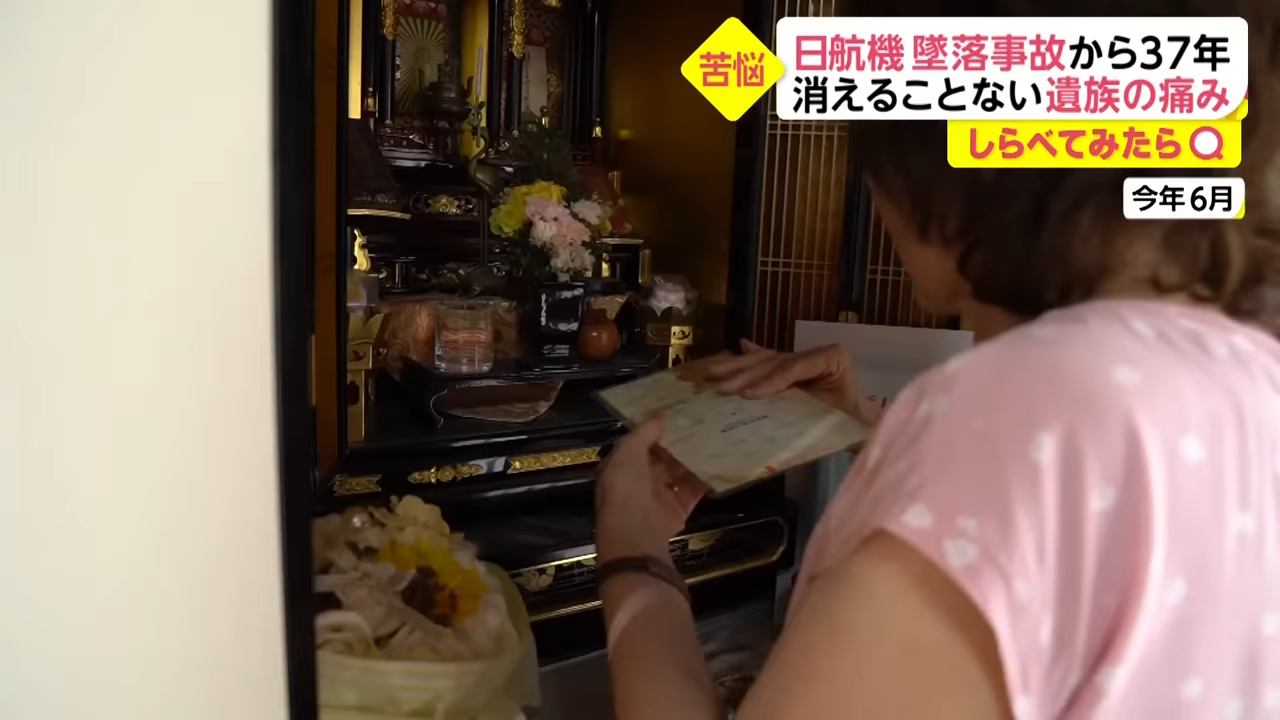 苦悩
日航機 墜落事故から37年
消えることない遺族の痛み
しらべてみたら
今年6月